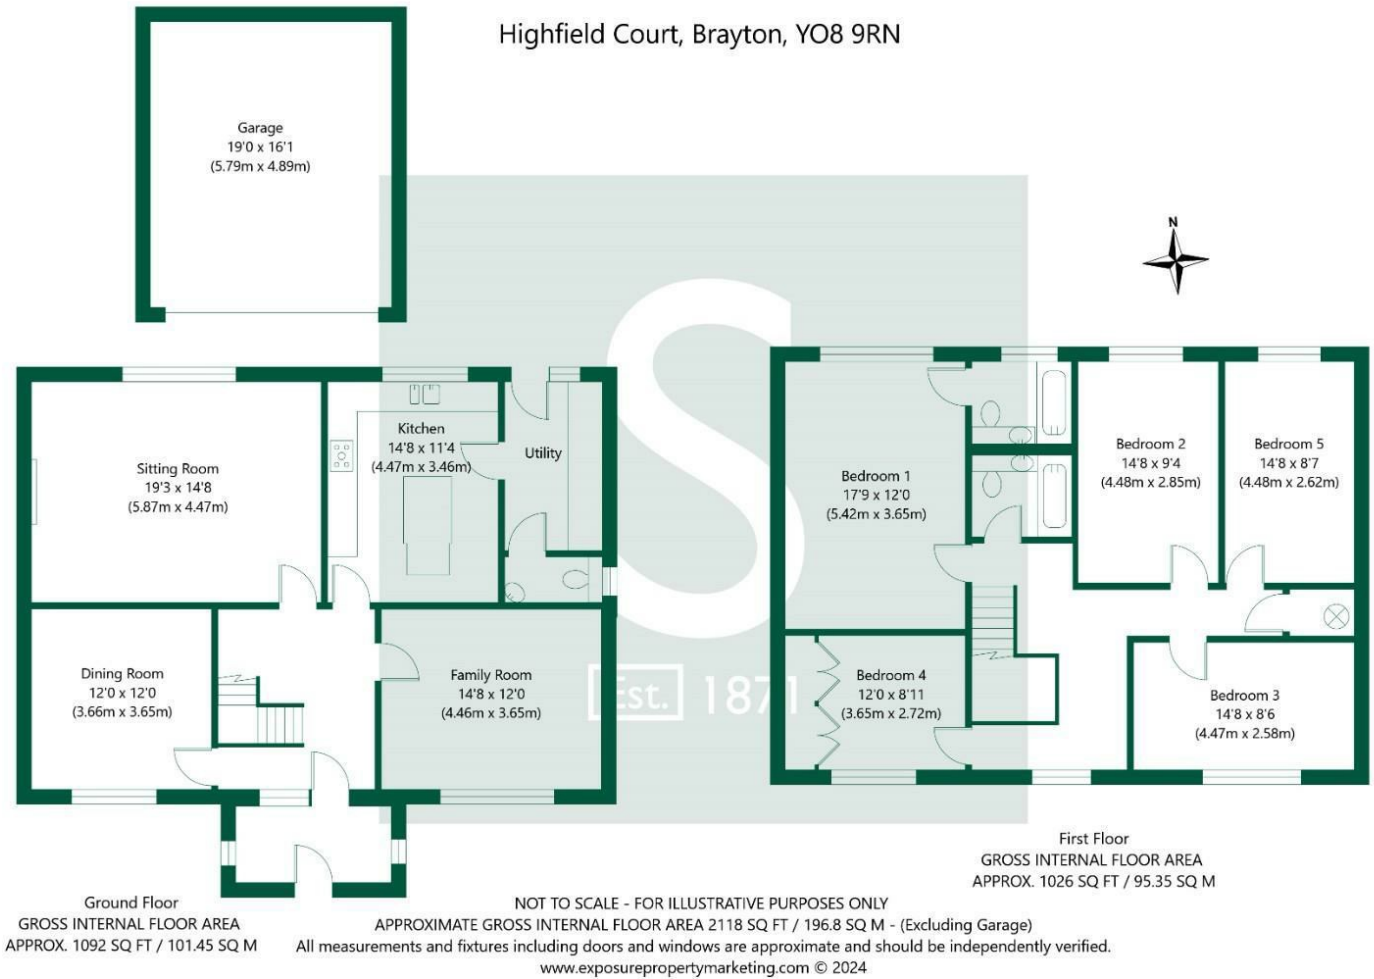 Highfield Court, Brayton, YO8 9RN
Garage
19'0 x 16'1
(5.79m x 4.89m)
N
Sitting Room
19'3 x 14'8
(5.87m x 4.47m)
Kitchen
14'8 x 11'4
(4.47m x 3.46m)
Utility
Dining Room
12'0 x 12'0
(3.66m x 3.65m)
Family Room
14'8 x 12'0
(4.46m x 3.65m)
Bedroom 1
17'9 x 12'0
(5.42m x 3.65m)
Bedroom 2
14'8 x 9'4
(4.48m x 2.85m)
Bedroom 5
14'8 x 8'7
(4.48m x 2.62m)
Bedroom 4
12'0 x 8'11
(3.65m x 2.72m)
Bedroom 3
14'8 x 8'6
(4.47m x 2.58m)
S
Est. 1871
Ground Floor
GROSS INTERNAL FLOOR AREA
APPROX. 1092 SQ FT / 101.45 SQ M
First Floor
GROSS INTERNAL FLOOR AREA
APPROX. 1026 SQ FT / 95.35 SQ M
NOT TO SCALE - FOR ILLUSTRATIVE PURPOSES ONLY
APPROXIMATE GROSS INTERNAL FLOOR AREA 2118 SQ FT / 196.8 SQ M - (Excluding Garage)
All measurements and fixtures including doors and windows are approximate and should be independently verified.
www.exposurepropertymarketing.com © 2024